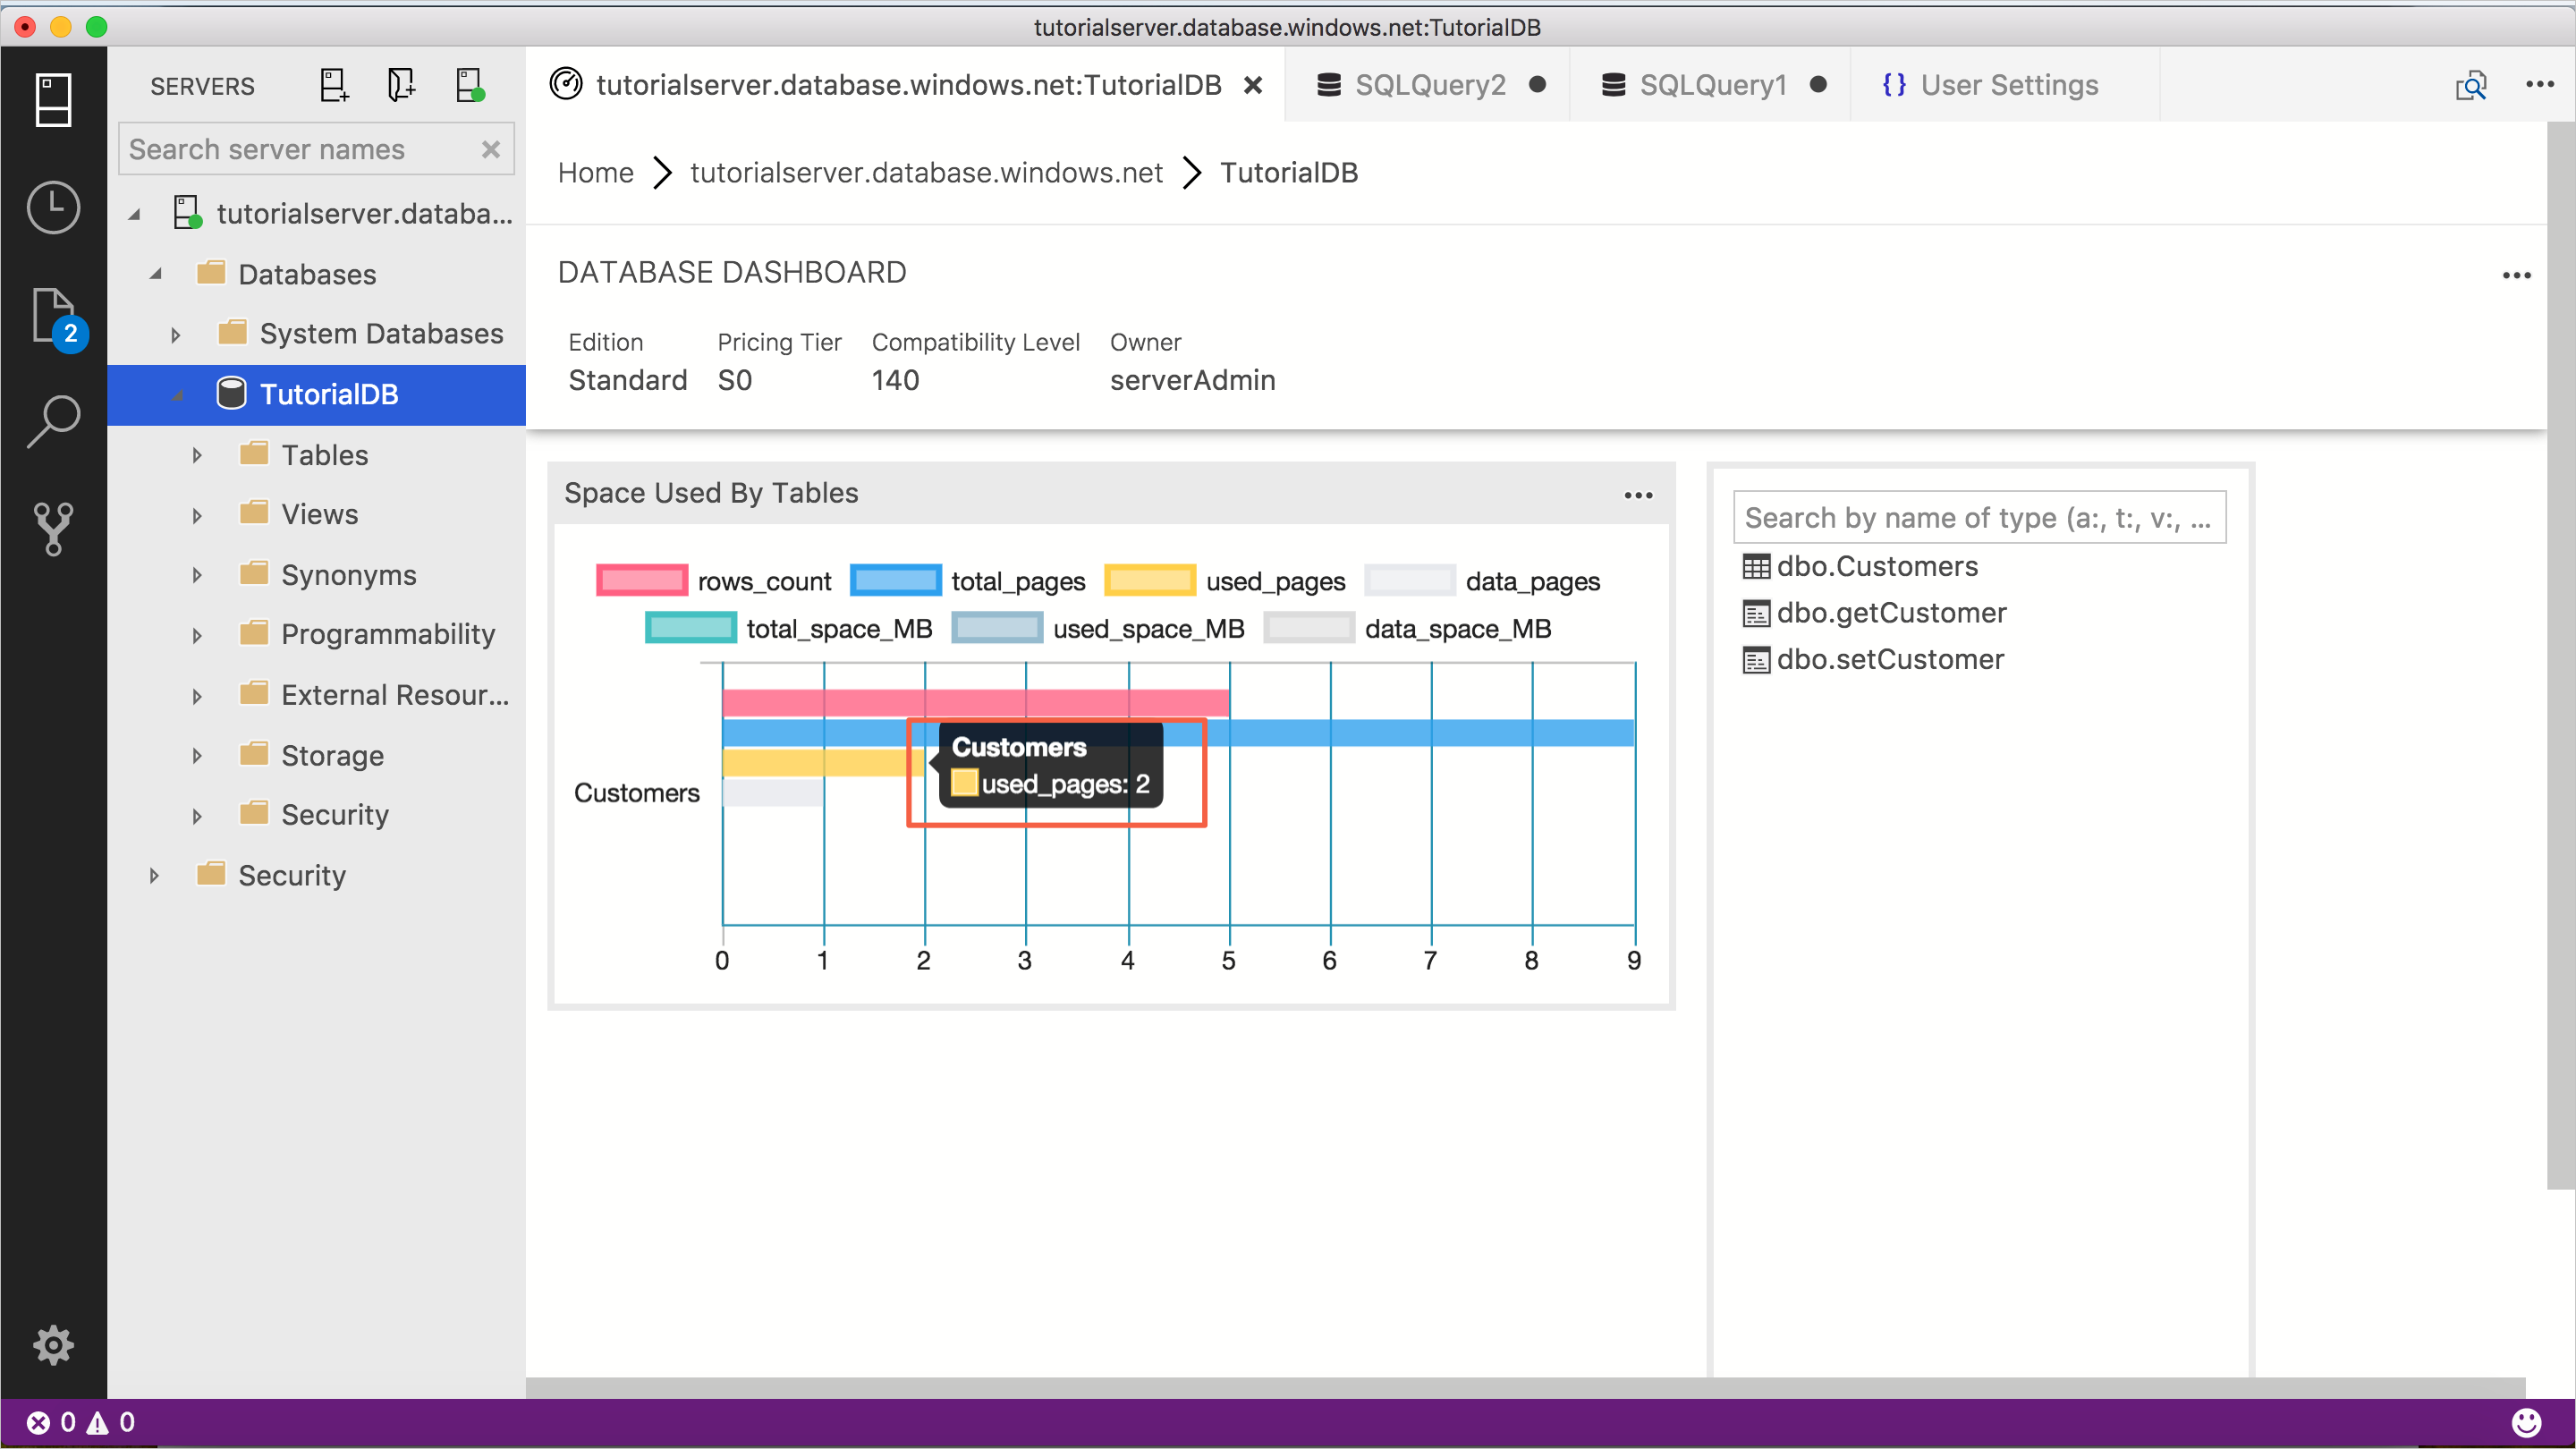 tutorialserver.database.windows.net:TutorialDB
SERVERS
Search server names
tutorialserver.databa...
Databases
System Databases
TutorialDB
Tables
Views
Synonyms
Programmability
External Resour...
Storage
Security
Security
2
tutorialserver.database.windows.net:TutorialDB
SQLQuery2
SQLQuery1
{} User Settings
Home > tutorialserver.database.windows.net > TutorialDB
DATABASE DASHBOARD
Edition Pricing Tier Compatibility Level Owner
Standard S0 140 serverAdmin
Space Used By Tables
rows_count total_pages used_pages data_pages
total_space_MB used_space_MB data_space_MB
Customers
used_pages: 2
Customers
0 1 2 3 4 5 6 7 8 9
Search by name of type (a:, t:, v:, ...
dbo.Customers
dbo.getCustomer
dbo.setCustomer
0 0